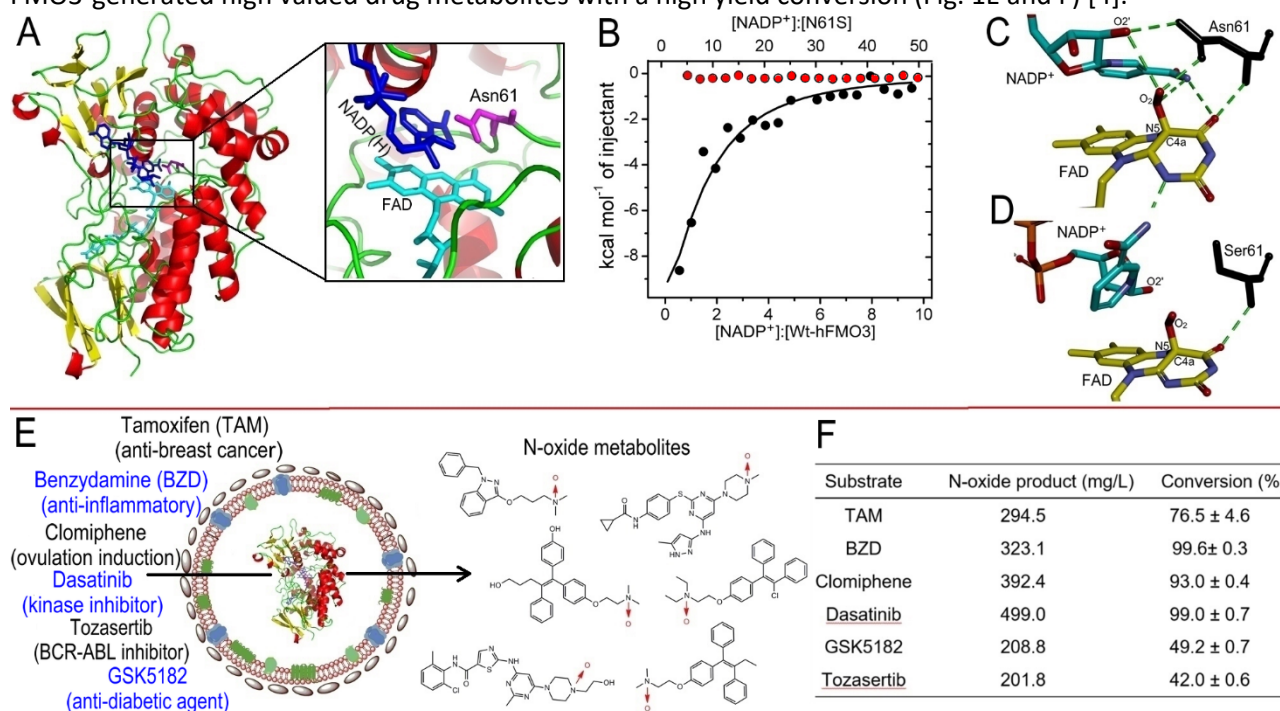 FMO3-generated high valued drug metabolites with a high yield conversion (Fig. 1E and F) [4].
A
NADP(H)
Asn61
FAD
B
[NADP⁺]:[N61S]
0 10 20 30 40 50
kcal mol⁻¹ of injectant
0
-2
-4
-6
-8
0 2 4 6 8 10
[NADP⁺]:[Wt-hFMO3]
C
O2'
Asn61
NADP⁺
O₂
N5
C4a
FAD
D
NADP⁺
Ser61
O2'
O₂
N5
C4a
FAD
E
Tamoxifen (TAM)
(anti-breast cancer)
Benzydamine (BZD)
(anti-inflammatory)
Clomiphene
(ovulation induction)
Dasatinib
(kinase inhibitor)
Tozasertib
(BCR-ABL inhibitor)
GSK5182
(anti-diabetic agent)
N-oxide metabolites
F
Substrate N-oxide product (mg/L) Conversion (%
TAM 294.5 76.5 ± 4.6
BZD 323.1 99.6± 0.3
Clomiphene 392.4 93.0 ± 0.4
Dasatinib 499.0 99.0 ± 0.7
GSK5182 208.8 49.2 ± 0.7
Tozasertib 201.8 42.0 ± 0.6